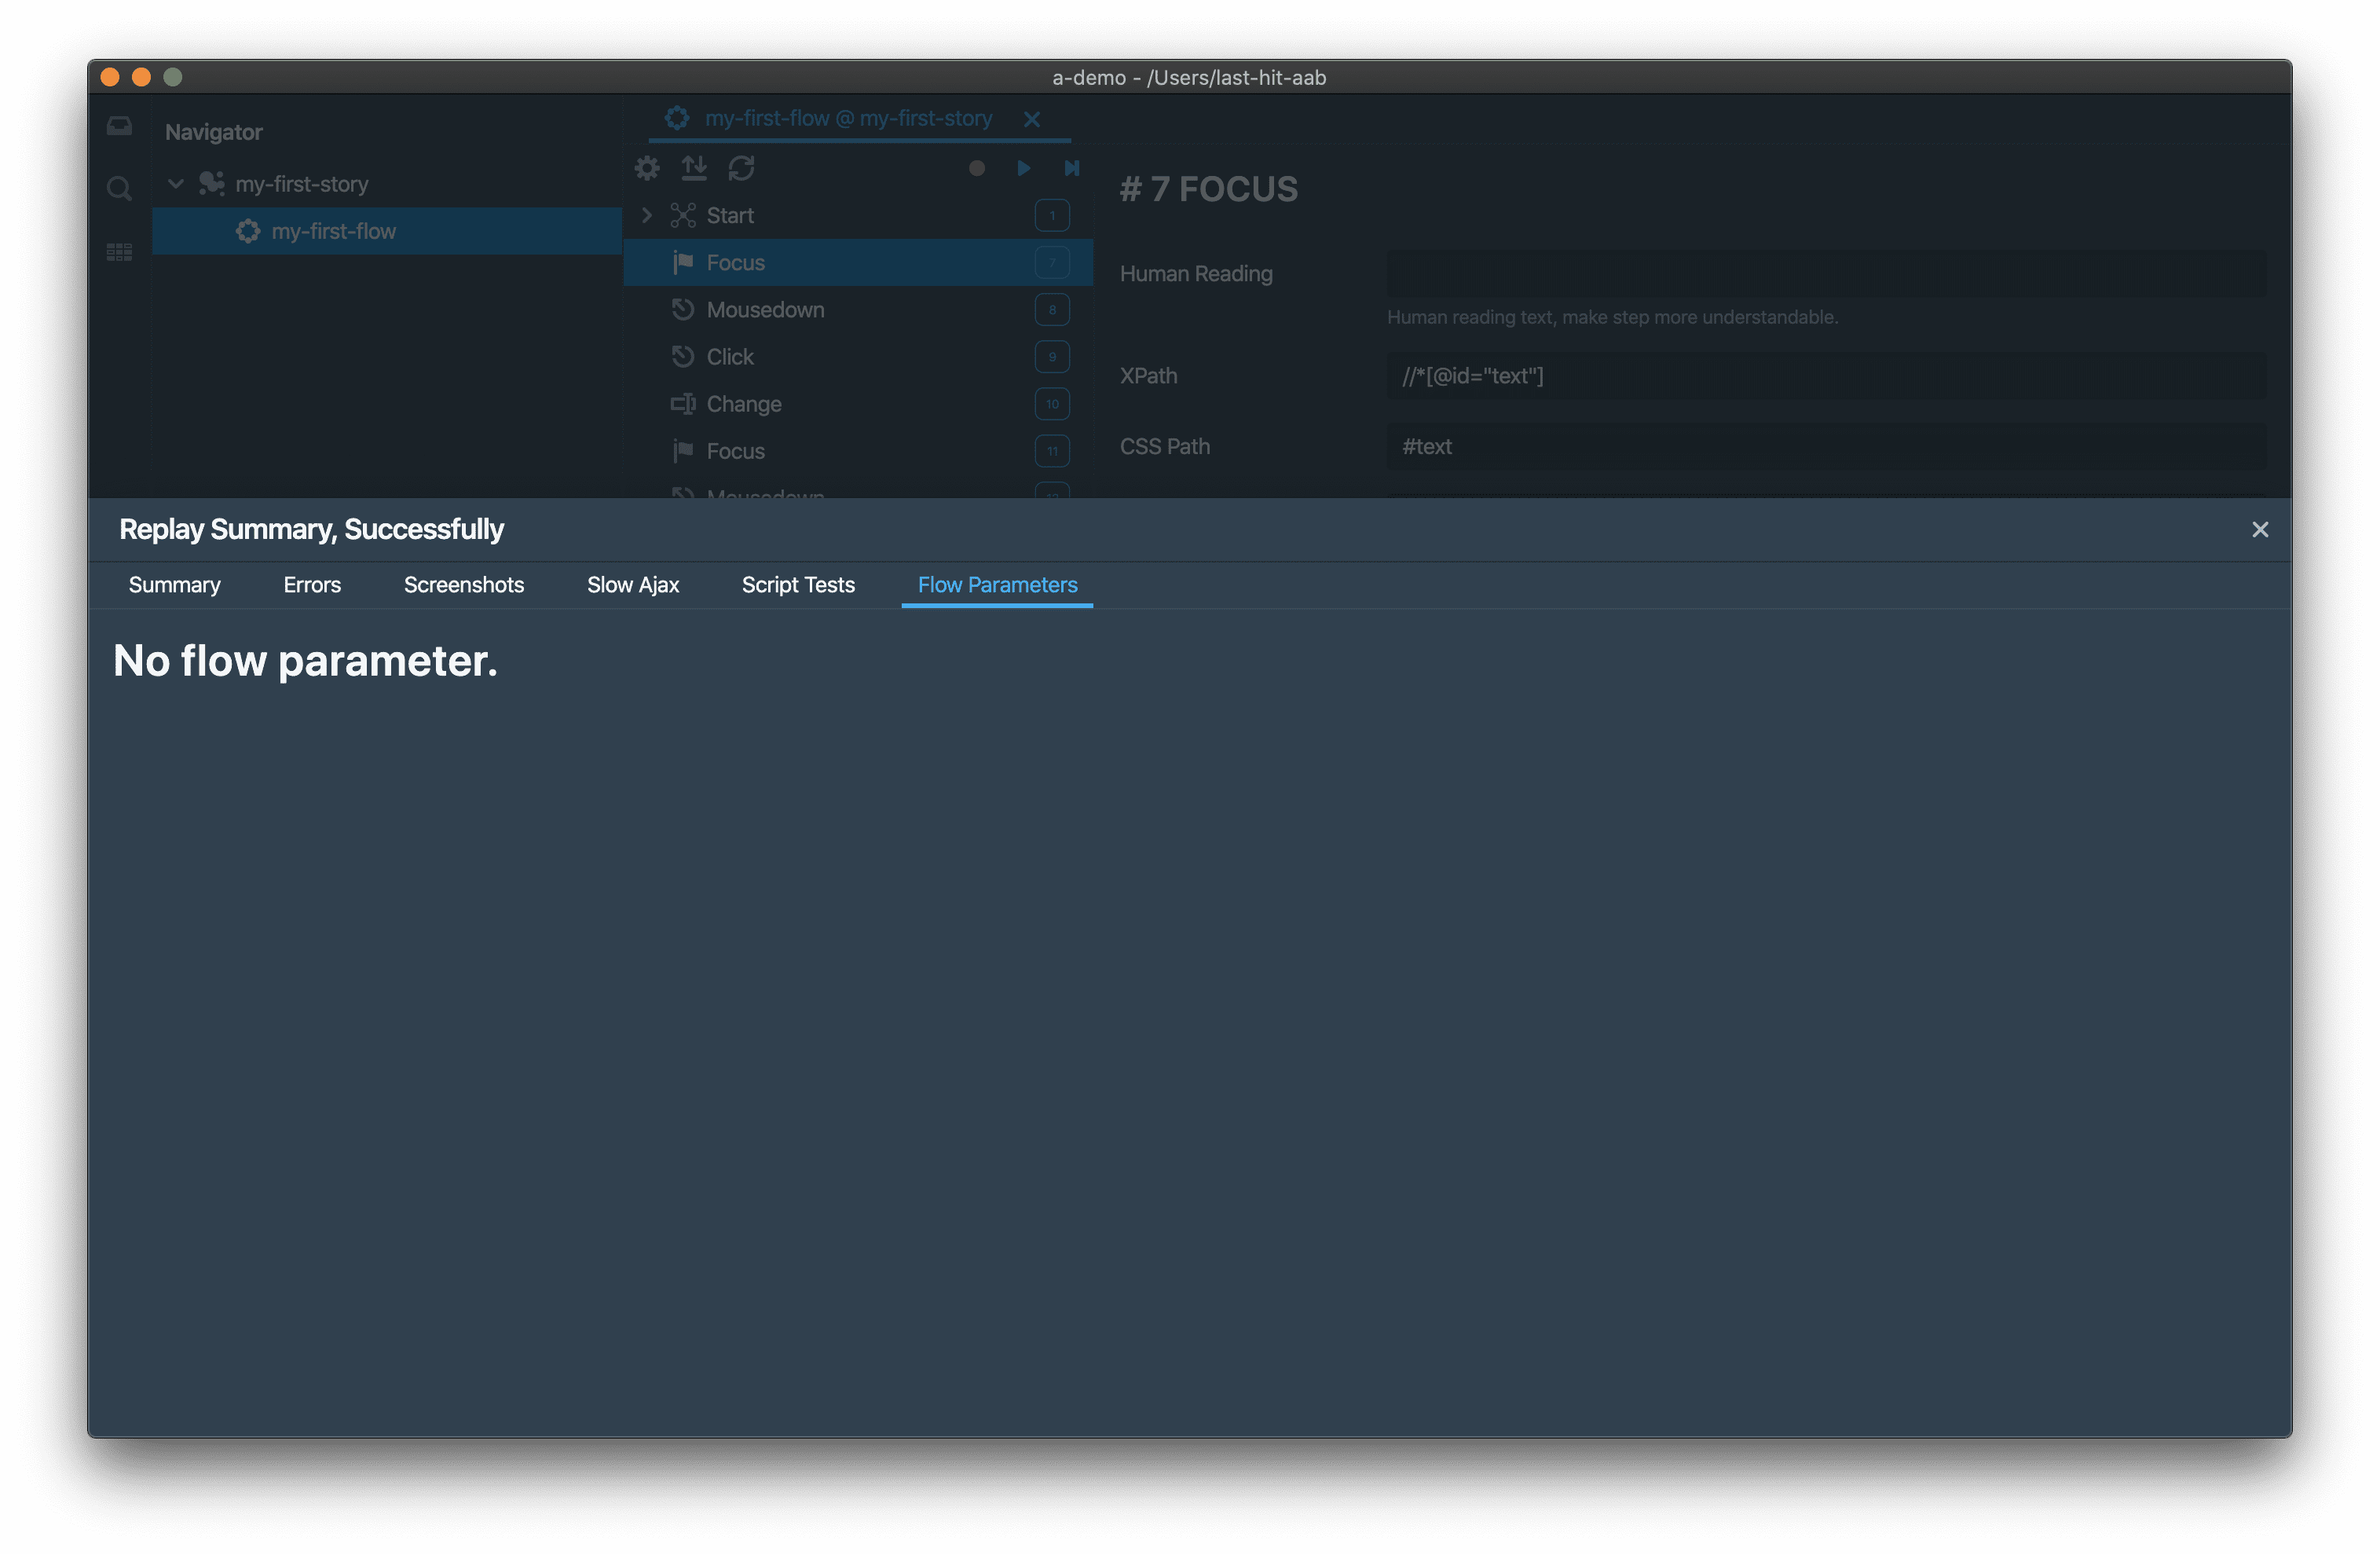 a-demo - /Users/last-hit-aab
Navigator
my-first-story
my-first-flow
my-first-flow @ my-first-story
Start 1
Focus 7
Mousedown 8
Click 9
Change 10
Focus 11
Mousedown 12
# 7 FOCUS
Human Reading
Human reading text, make step more understandable.
XPath //*[@id="text"]
CSS Path #text
Replay Summary, Successfully
Summary Errors Screenshots Slow Ajax Script Tests Flow Parameters
No flow parameter.